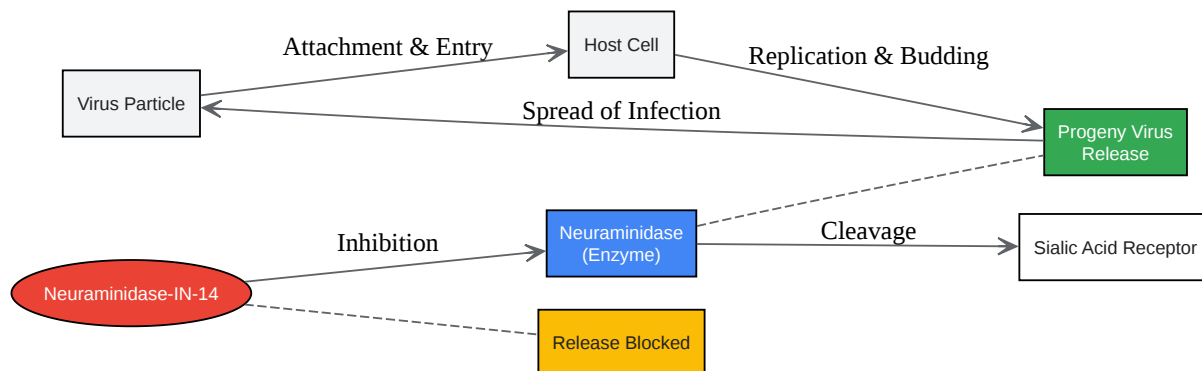 Host Cell
Attachment & Entry
Replication & Budding
Virus Particle
Spread of Infection
Progeny Virus
Release
Neuraminidase
(Enzyme)
Cleavage
Inhibition
Sialic Acid Receptor
Neuraminidase-IN-14
Release Blocked